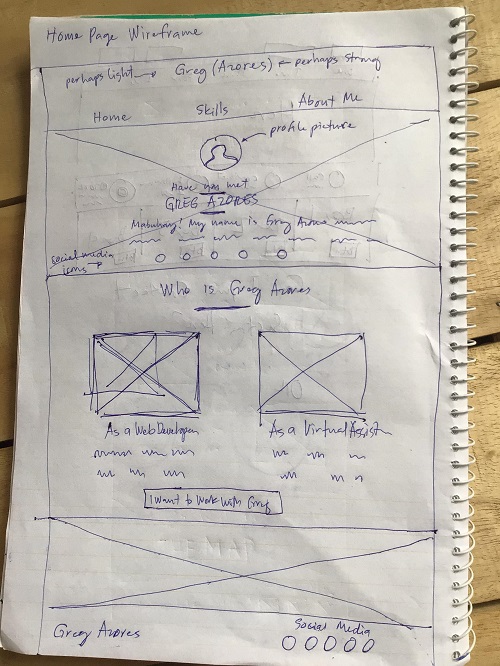 Home Page Wireframe
perhaps light → Greg (Azores) ← perhaps strong
Home Skills About Me
profile picture
Have you met
GREG AZORES
Mabuhay! My name is Greg Azores
social media
icons
Who is Greg Azores
As a Web Developer As a Virtual Assist
I want to work with Greg
Greg Azores
Social Media